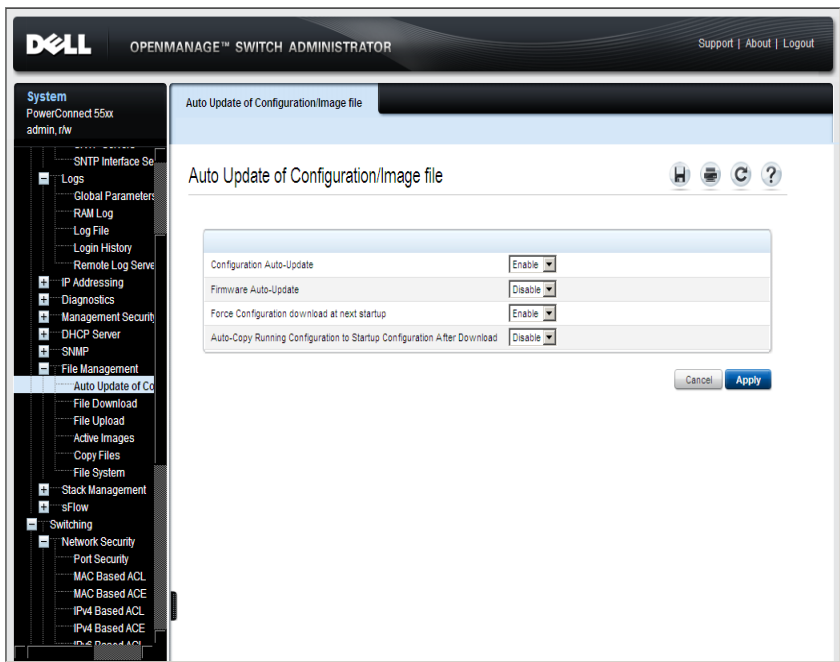 DELL
OPENMANAGE™ SWITCH ADMINISTRATOR
Support | About | Logout
System
PowerConnect 55xx
admin, r/w
SNTP Interface Se
Logs
Global Parameters
RAM Log
Log File
Login History
Remote Log Serve
IP Addressing
Diagnostics
Management Securit
DHCP Server
SNMP
File Management
Auto Update of Co
File Download
File Upload
Active Images
Copy Files
File System
Stack Management
sFlow
Switching
Network Security
Port Security
MAC Based ACL
MAC Based ACE
IPv4 Based ACL
IPv4 Based ACE
Auto Update of Configuration/Image file
Auto Update of Configuration/Image file
Configuration Auto-Update Enable
Firmware Auto-Update Disable
Force Configuration download at next startup Enable
Auto-Copy Running Configuration to Startup Configuration After Download Disable
Cancel Apply